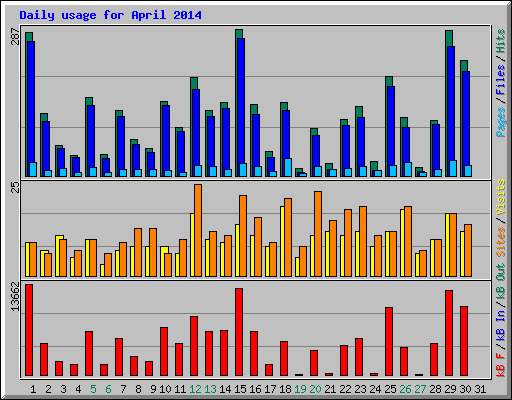 Daily usage for April 2014
287
Pages / Files / Hits
25
Sites / Visits
13662
kB F / kB In / kB Out
1 2 3 4 5 6 7 8 9 10 11 12 13 14 15 16 17 18 19 20 21 22 23 24 25 26 27 28 29 30 31